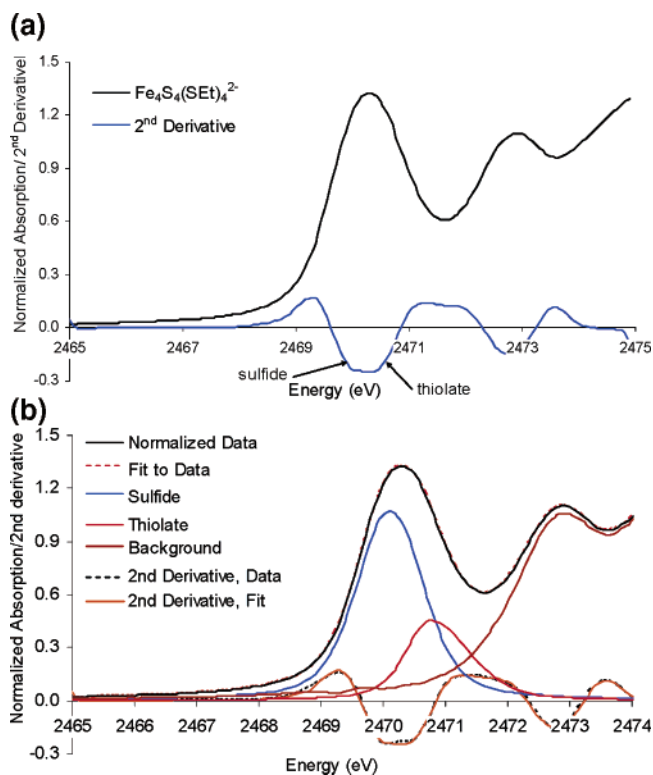 (a)
1.5
1.2
0.9
0.6
0.3
0.0
-0.3
Normalized Absorption/ 2nd Derivative
Fe4S4(SEt)4 2-
2nd Derivative
2465 2467 2469 2471 2473 2475
sulfide
thiolate
Energy (eV)
(b)
1.5
1.2
0.9
0.6
0.3
0.0
-0.3
Normalized Absorption/2nd derivative
Normalized Data
Fit to Data
Sulfide
Thiolate
Background
2nd Derivative, Data
2nd Derivative, Fit
2465 2466 2467 2468 2469 2470 2471 2472 2473 2474
Energy (eV)